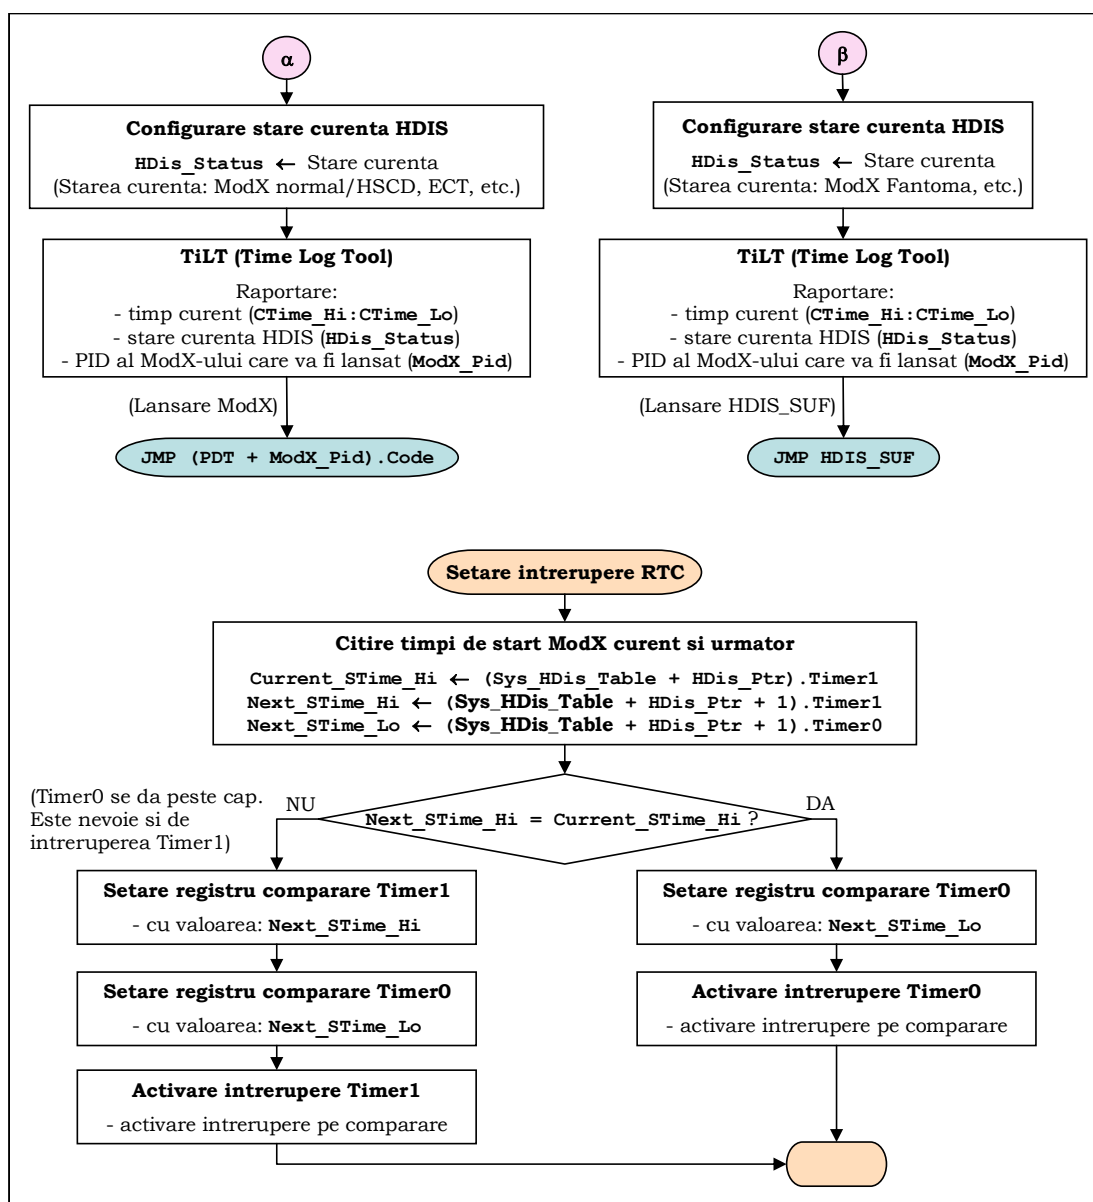 α
Configurare stare curenta HDIS
HDis_Status ← Stare curenta
(Starea curenta: ModX normal/HSCD, ECT, etc.)
TiLT (Time Log Tool)
Raportare:
- timp curent (CTime_Hi:CTime_Lo)
- stare curenta HDIS (HDis_Status)
- PID al ModX-ului care va fi lansat (ModX_Pid)
(Lansare ModX)
JMP (PDT + ModX_Pid).Code
β
Configurare stare curenta HDIS
HDis_Status ← Stare curenta
(Starea curenta: ModX Fantoma, etc.)
TiLT (Time Log Tool)
Raportare:
- timp curent (CTime_Hi:CTime_Lo)
- stare curenta HDIS (HDis_Status)
- PID al ModX-ului care va fi lansat (ModX_Pid)
(Lansare HDIS_SUF)
JMP HDIS_SUF
Setare intrerupere RTC
Citire timpi de start ModX curent si urmator
Current_STime_Hi ← (Sys_HDis_Table + HDis_Ptr).Timer1
Next_STime_Hi ← (Sys_HDis_Table + HDis_Ptr + 1).Timer1
Next_STime_Lo ← (Sys_HDis_Table + HDis_Ptr + 1).Timer0
Next_STime_Hi = Current_STime_Hi ?
(Timer0 se da peste cap.
Este nevoie si de
intreruperea Timer1)
NU
Setare registru comparare Timer1
- cu valoarea: Next_STime_Hi
Setare registru comparare Timer0
- cu valoarea: Next_STime_Lo
Activare intrerupere Timer1
- activare intrerupere pe comparare
DA
Setare registru comparare Timer0
- cu valoarea: Next_STime_Lo
Activare intrerupere Timer0
- activare intrerupere pe comparare